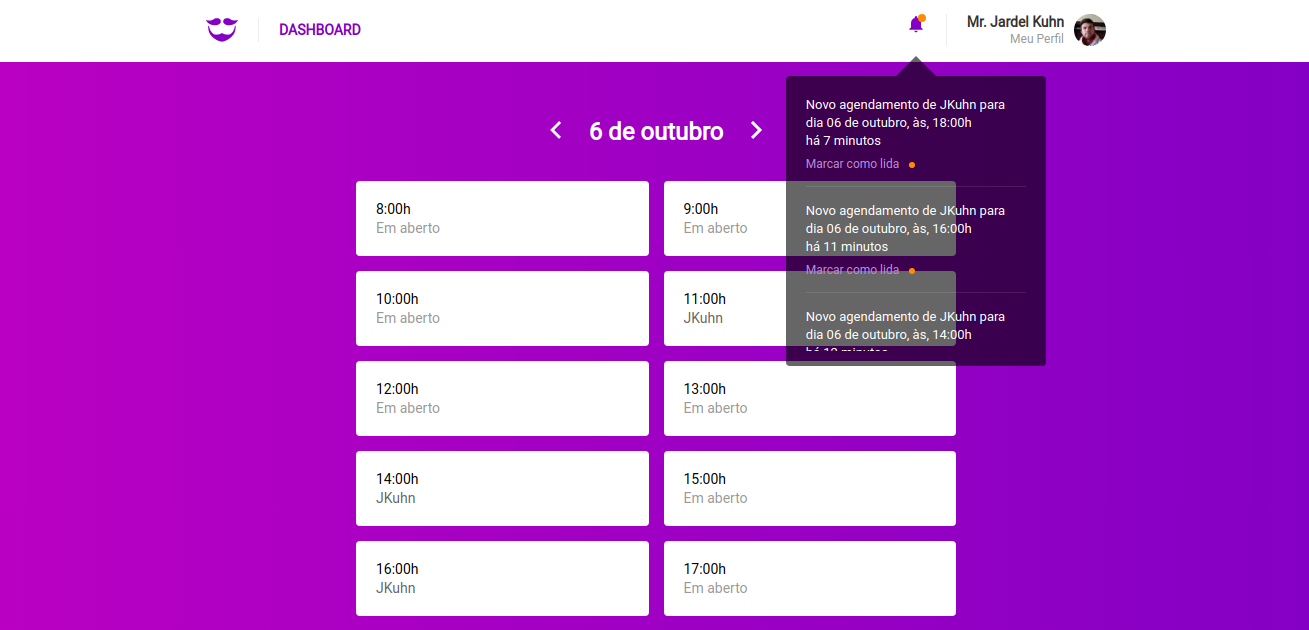 DASHBOARD
Mr. Jardel Kuhn
Meu Perfil
6 de outubro
Novo agendamento de JKuhn para
dia 06 de outubro, às, 18:00h
há 7 minutos
Marcar como lida
Novo agendamento de JKuhn para
dia 06 de outubro, às, 16:00h
há 11 minutos
Marcar como lida
Novo agendamento de JKuhn para
dia 06 de outubro, às, 14:00h
8:00h
Em aberto
9:00h
Em aberto
10:00h
Em aberto
11:00h
JKuhn
12:00h
Em aberto
13:00h
Em aberto
14:00h
JKuhn
15:00h
Em aberto
16:00h
JKuhn
17:00h
Em aberto